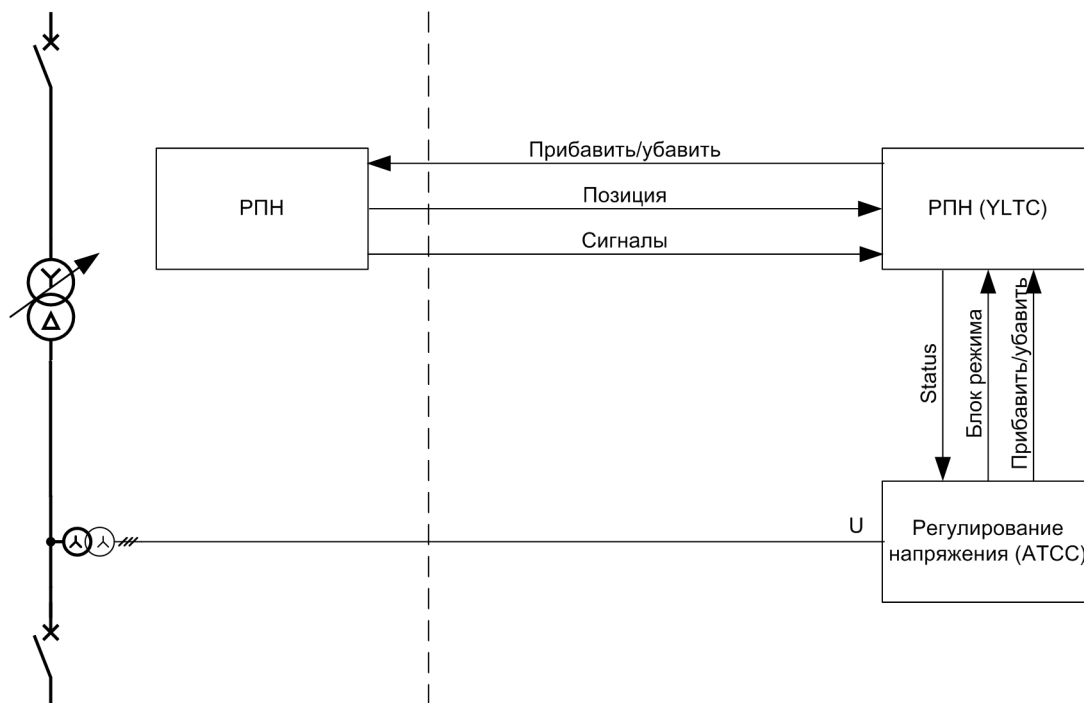 Прибавить/убавить
РПН
Позиция
РПН (YLTC)
Сигналы
Status
Блок режима
Прибавить/убавить
U
Регулирование
напряжения (ATCC)